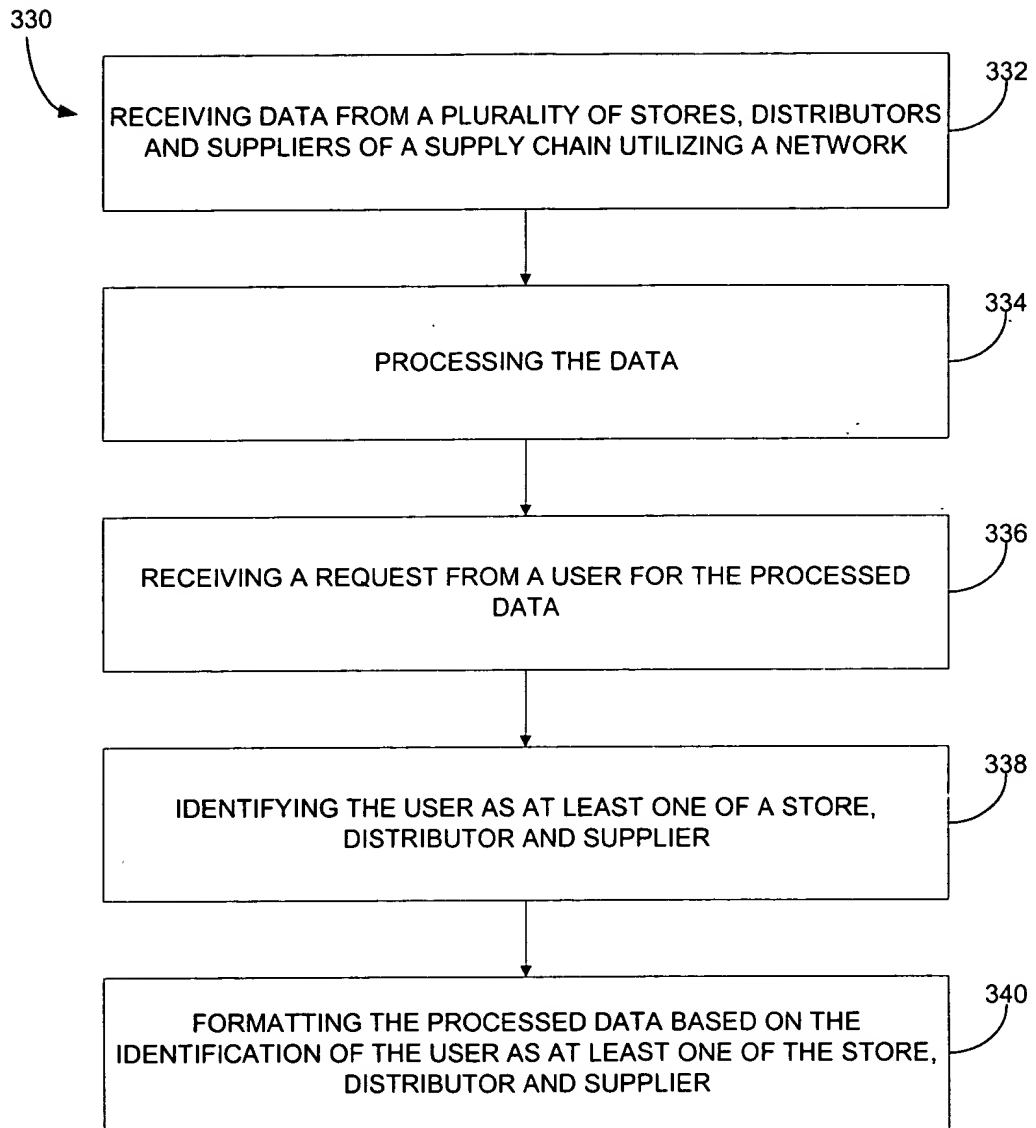 330
332
RECEIVING DATA FROM A PLURALITY OF STORES, DISTRIBUTORS
AND SUPPLIERS OF A SUPPLY CHAIN UTILIZING A NETWORK
334
PROCESSING THE DATA
336
RECEIVING A REQUEST FROM A USER FOR THE PROCESSED
DATA
338
IDENTIFYING THE USER AS AT LEAST ONE OF A STORE,
DISTRIBUTOR AND SUPPLIER
340
FORMATTING THE PROCESSED DATA BASED ON THE
IDENTIFICATION OF THE USER AS AT LEAST ONE OF THE STORE,
DISTRIBUTOR AND SUPPLIER